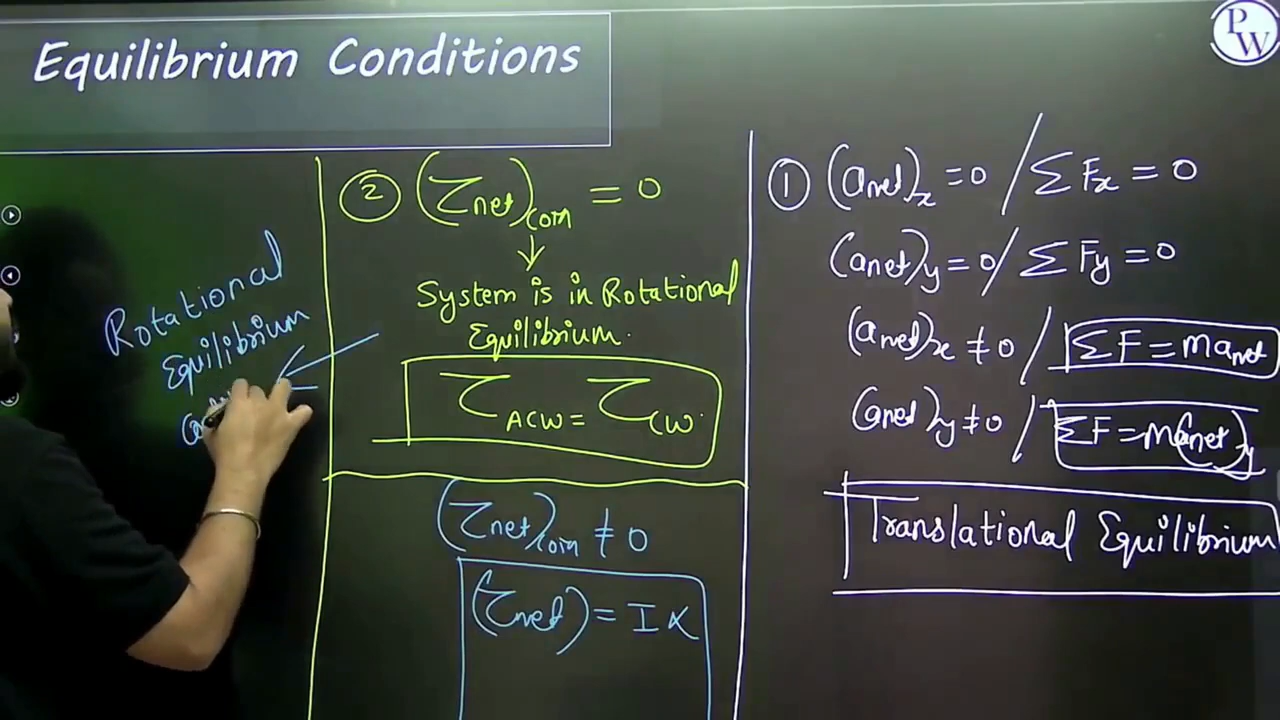 Equilibrium Conditions
PW
Rotational
Equilibrium
② (τnet)com = 0
↓
System is in Rotational
Equilibrium.
τACW = τCW.
(τnet)com ≠ 0
(τnet) = Iα
① (anet)x = 0 / ΣFx = 0
(anet)y = 0 / ΣFy = 0
(anet)x ≠ 0 / ΣF = manet
(anet)y ≠ 0 / ΣF = m(anet)y
Translational Equilibrium